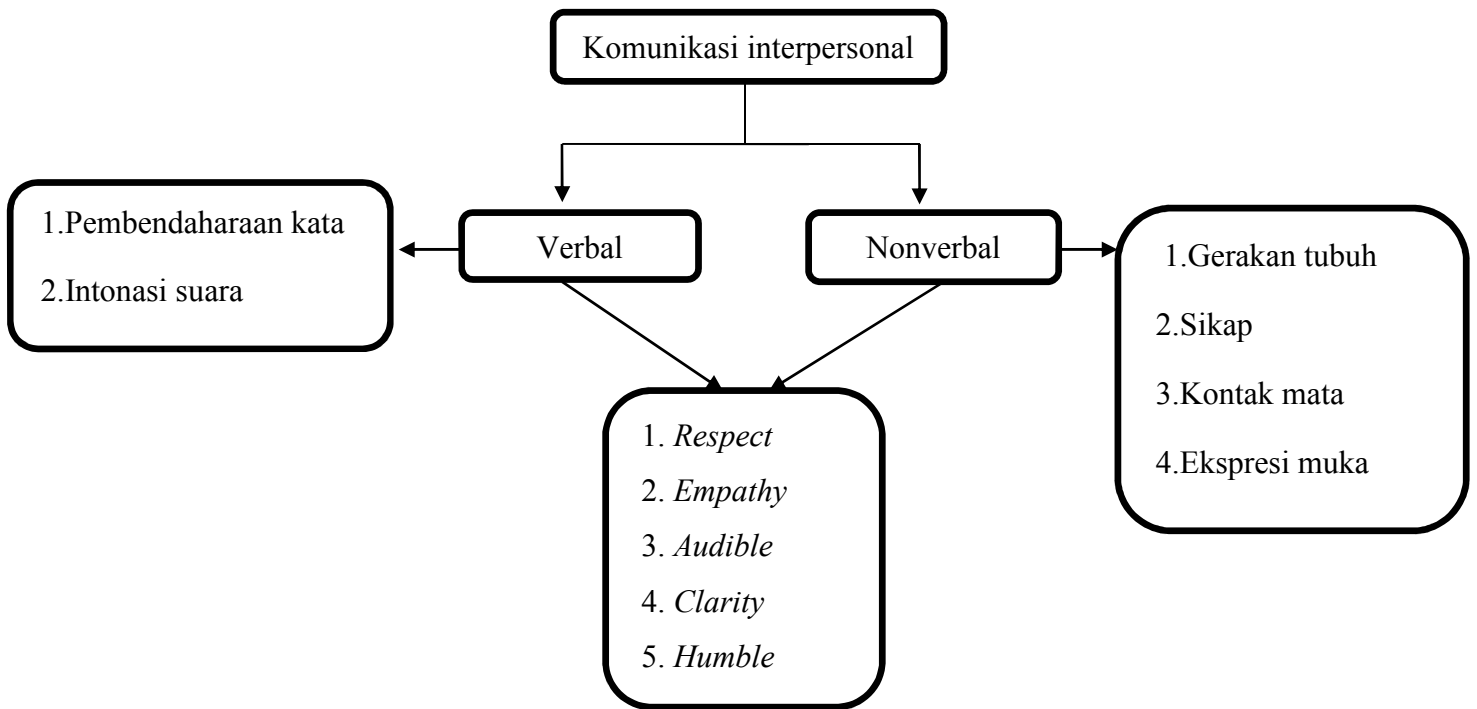 Komunikasi interpersonal
1.Pembendaharaan kata
2.Intonasi suara
Verbal
Nonverbal
1.Gerakan tubuh
2.Sikap
3.Kontak mata
4.Ekspresi muka
1. Respect
2. Empathy
3. Audible
4. Clarity
5. Humble